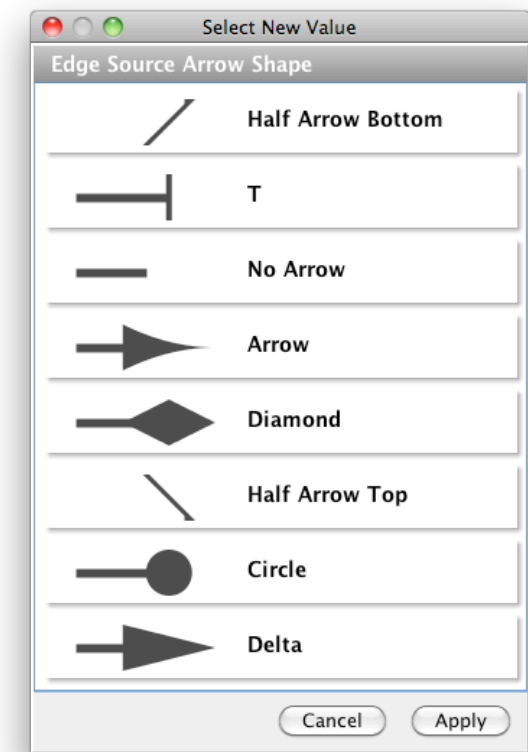 Select New Value
Edge Source Arrow Shape
Half Arrow Bottom
T
No Arrow
Arrow
Diamond
Half Arrow Top
Circle
Delta
Cancel Apply